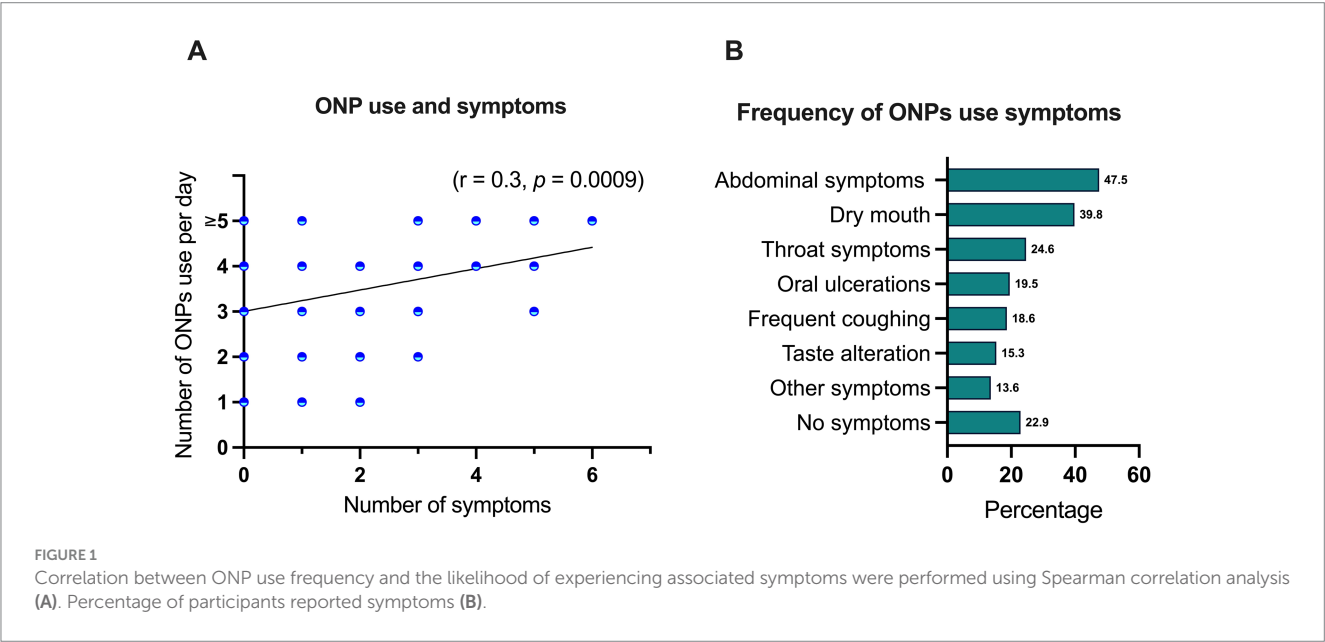 A
ONP use and symptoms
(r = 0.3, p = 0.0009)
Number of ONPs use per day
≥5
4
3
2
1
0
0 2 4 6
Number of symptoms
B
Frequency of ONPs use symptoms
Abdominal symptoms 47.5
Dry mouth 39.8
Throat symptoms 24.6
Oral ulcerations 19.5
Frequent coughing 18.6
Taste alteration 15.3
Other symptoms 13.6
No symptoms 22.9
0 20 40 60
Percentage
FIGURE 1
Correlation between ONP use frequency and the likelihood of experiencing associated symptoms were performed using Spearman correlation analysis
(A). Percentage of participants reported symptoms (B).